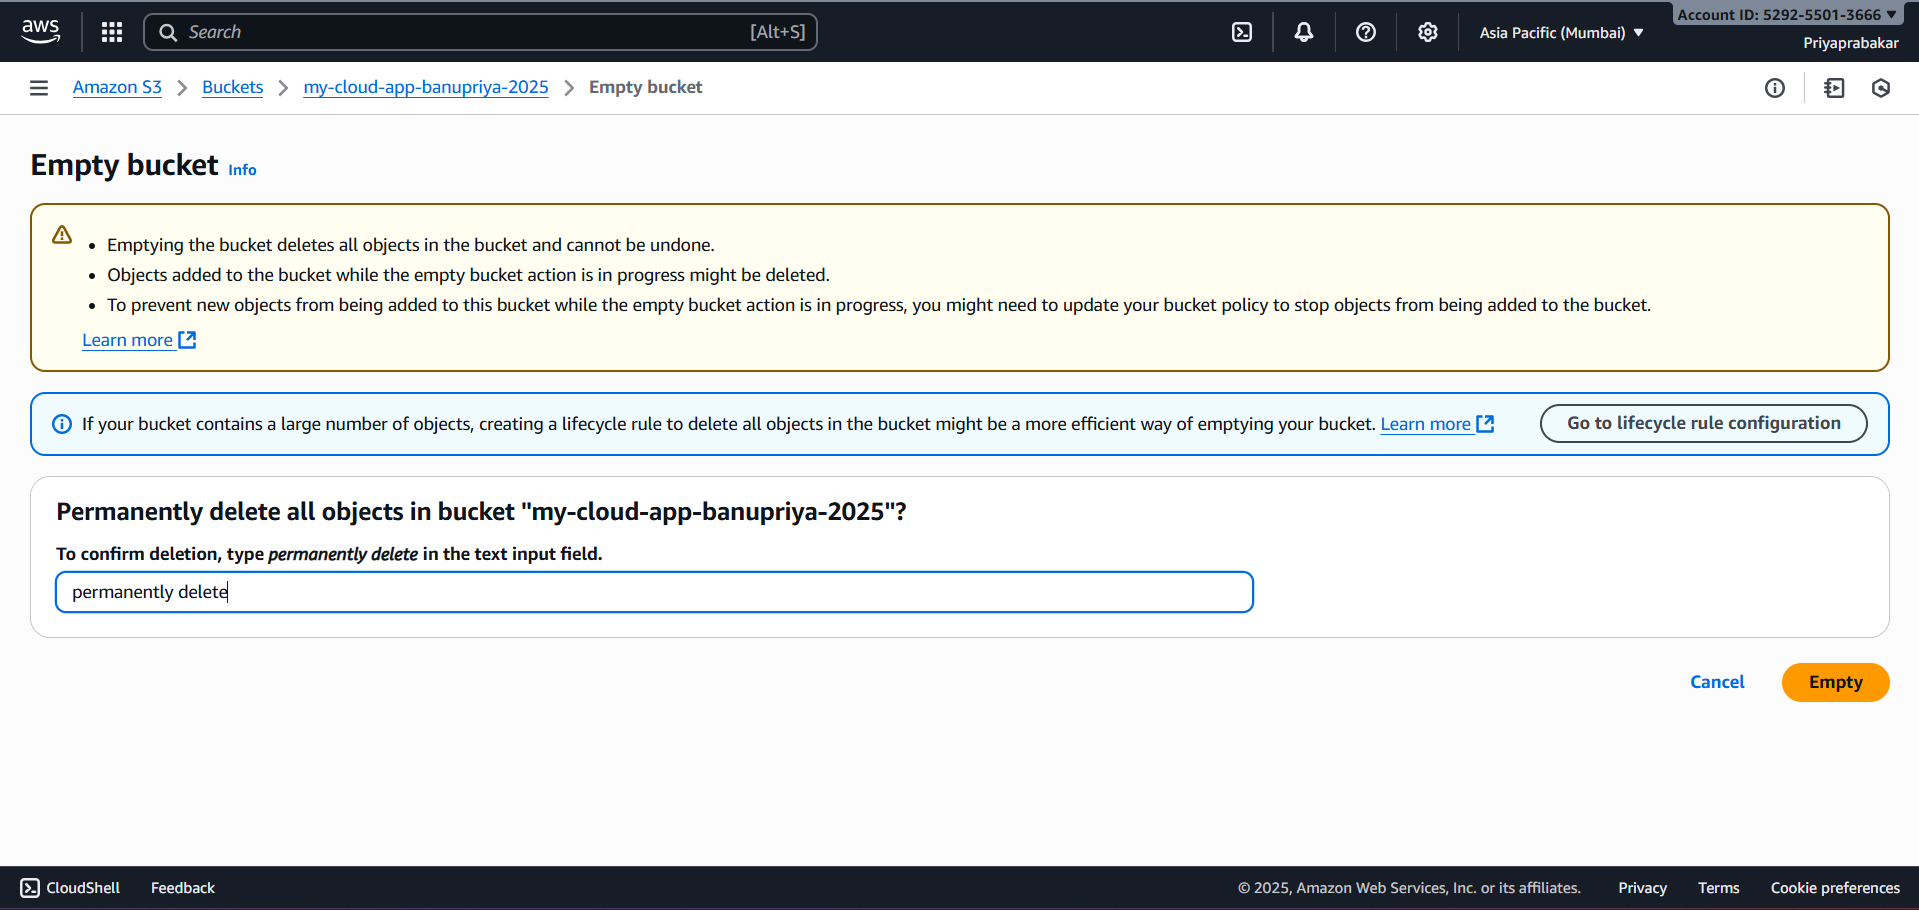 aws
Search [Alt+S]
Asia Pacific (Mumbai)
Account ID: 5292-5501-3666
Priyaprabakar
Amazon S3 > Buckets > my-cloud-app-banupriya-2025 > Empty bucket
Empty bucket Info
• Emptying the bucket deletes all objects in the bucket and cannot be undone.
• Objects added to the bucket while the empty bucket action is in progress might be deleted.
• To prevent new objects from being added to this bucket while the empty bucket action is in progress, you might need to update your bucket policy to stop objects from being added to the bucket.
Learn more
If your bucket contains a large number of objects, creating a lifecycle rule to delete all objects in the bucket might be a more efficient way of emptying your bucket. Learn more
Go to lifecycle rule configuration
Permanently delete all objects in bucket "my-cloud-app-banupriya-2025"?
To confirm deletion, type permanently delete in the text input field.
permanently delete
Cancel Empty
CloudShell Feedback © 2025, Amazon Web Services, Inc. or its affiliates. Privacy Terms Cookie preferences